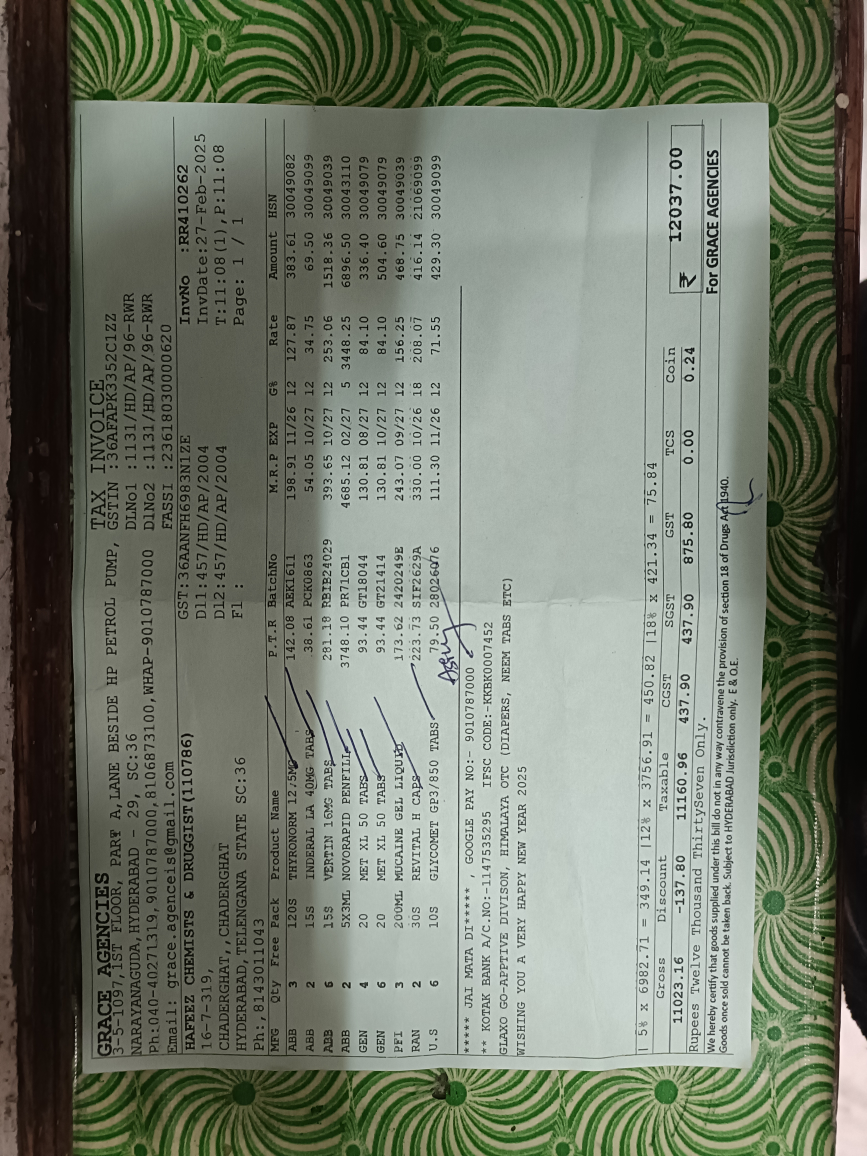 GRACE AGENCIES TAX INVOICE
3-5-1097,1ST FLOOR, PART A,LANE BESIDE HP PETROL PUMP, GSTIN :36AFAPK3352C1ZZ
NARAYANAGUDA,HYDERABAD - 29, SC:36 DlNo1 :1131/HD/AP/96-RWR
Ph:040-40271319,9010787000,8106873100,WHAP-9010787000 DlNo2 :1131/HD/AP/96-RWR
Email: grace.agenceis@gmail.com FASSI :23618030000620
HAFEEZ CHEMISTS & DRUGGIST(110786) GST:36AANFH6983N1ZE InvNo :RR410262
16-7-319, Dl1:457/HD/AP/2004 InvDate:27-Feb-2025
CHADERGHAT,,CHADERGHAT Dl2:457/HD/AP/2004 T:11:08(1),P:11:08
HYDERABAD,TELENGANA STATE SC:36 Fl : Page: 1 / 1
Ph:,8143011043
MFG Qty Free Pack Product Name P.T.R BatchNo M.R.P EXP G% Rate Amount HSN
ABB 3 120S THYRONORM 12.5MG 142.08 AEK1611 198.91 11/26 12 127.87 383.61 30049082
ABB 2 15S INDERAL LA 40MG TABS 38.61 PCK0863 54.05 10/27 12 34.75 69.50 30049099
ABB 6 15S VERTIN 16MG TABS 281.18 RBIB24029 393.65 10/27 12 253.06 1518.36 30049039
ABB 2 5X3ML NOVORAPID PENFILL 3748.10 PR71CB1 4685.12 02/27 5 3448.25 6896.50 30043110
GEN 4 20 MET XL 50 TABS 93.44 GT18044 130.81 08/27 12 84.10 336.40 30049079
GEN 6 20 MET XL 50 TABS 93.44 GT21414 130.81 10/27 12 84.10 504.60 30049079
PFI 3 200ML MUCAINE GEL LIQUID 173.62 2420249E 243.07 09/27 12 156.25 468.75 30049039
RAN 2 30S REVITAL H CAPS 223.73 SIF2629A 330.00 10/26 18 208.07 416.14 21069099
U.S 6 10S GLYCOMET GP3/850 TABS 79.50 28026076 111.30 11/26 12 71.55 429.30 30049099
***** JAI MATA DI***** , GOOGLE PAY NO:- 9010787000
** KOTAK BANK A/C.NO:-1147535295 IFSC CODE:-KKBK0007452
GLAXO GO-APPTIVE DIVISON, HIMALAYA OTC (DIAPERS, NEEM TABS ETC)
WISHING YOU A VERY HAPPY NEW YEAR 2025
| 5% x 6982.71 = 349.14 |12% x 3756.91 = 450.82 |18% x 421.34 = 75.84
Gross Discount Taxable CGST SGST GST TCS Coin
11023.16 -137.80 11160.96 437.90 437.90 875.80 0.00 0.24 ₹ 12037.00
Rupees Twelve Thousand ThirtySeven Only.
We hereby certify that goods supplied under this bill do not in any way contravene the provision of section 18 of Drugs Act 1940.
Goods once sold cannot be taken back. Subject to HYDERABAD Jurisdiction only. E & O.E. For GRACE AGENCIES